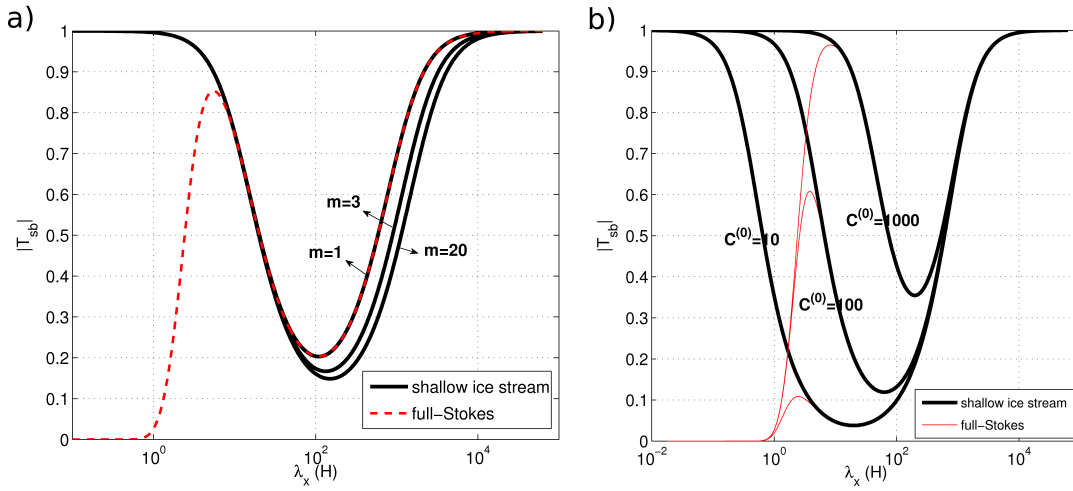 a)
1
0.9
0.8
0.7
0.6
0.5
0.4
0.3
0.2
0.1
0
|T_sb|
m=3
m=1
m=20
shallow ice stream
full−Stokes
10^0
10^2
10^4
λ_x (H)
b)
1
0.9
0.8
0.7
0.6
0.5
0.4
0.3
0.2
0.1
0
|T_sb|
C^(0)=1000
C^(0)=10
C^(0)=100
shallow ice stream
full−Stokes
10^−2
10^0
10^2
10^4
λ_x (H)